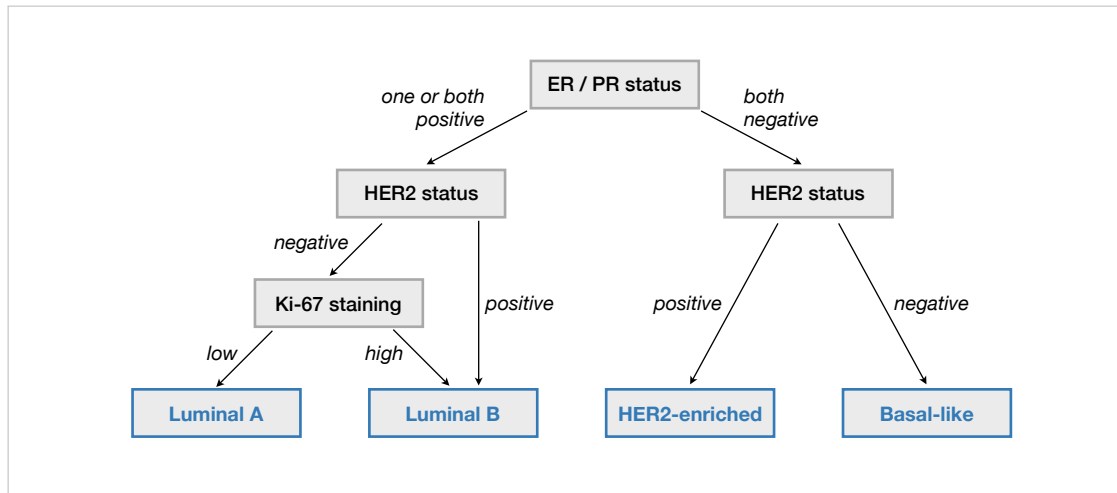 ER / PR status
one or both
positive
both
negative
HER2 status
HER2 status
negative
positive
Ki-67 staining
positive
negative
low
high
Luminal A
Luminal B
HER2-enriched
Basal-like